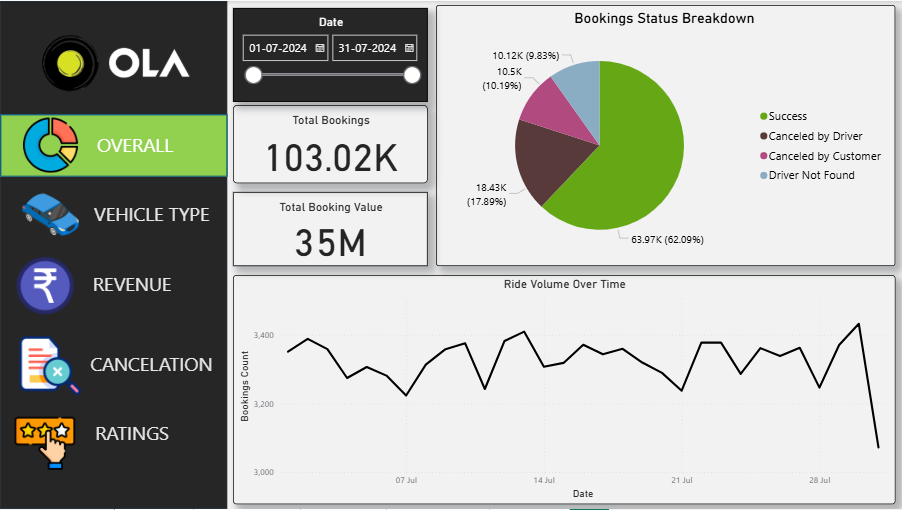 OLA
OVERALL
VEHICLE TYPE
REVENUE
CANCELATION
RATINGS
Date
01-07-2024
31-07-2024
Total Bookings
103.02K
Total Booking Value
35M
Bookings Status Breakdown
10.12K (9.83%)
10.5K
(10.19%)
18.43K
(17.89%)
63.97K (62.09%)
Success
Canceled by Driver
Canceled by Customer
Driver Not Found
Ride Volume Over Time
Bookings Count
3,400
3,200
3,000
07 Jul
14 Jul
21 Jul
28 Jul
Date